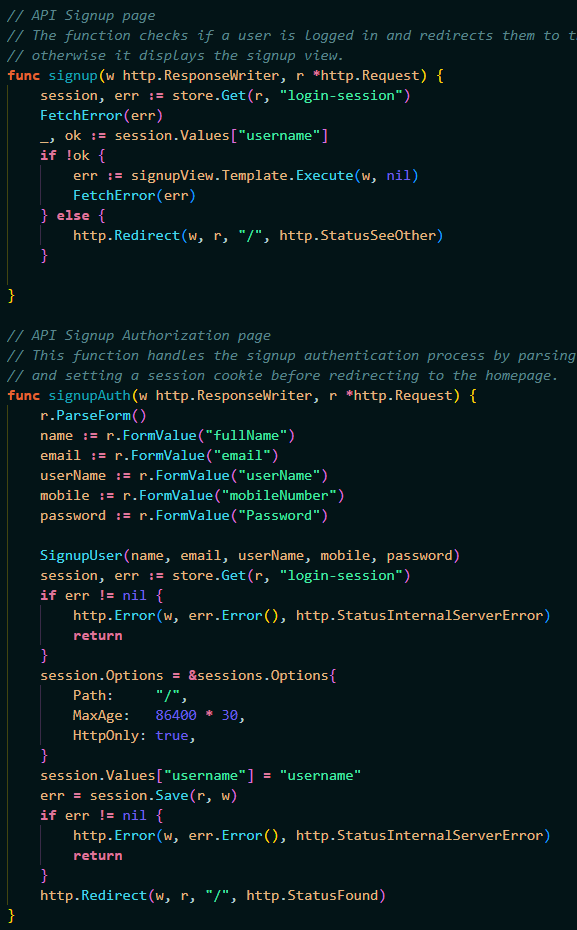 // API Signup page
// The function checks if a user is logged in and redirects them to t
// otherwise it displays the signup view.
func signup(w http.ResponseWriter, r *http.Request) {
    session, err := store.Get(r, "login-session")
    FetchError(err)
    _, ok := session.Values["username"]
    if !ok {
        err := signupView.Template.Execute(w, nil)
        FetchError(err)
    } else {
        http.Redirect(w, r, "/", http.StatusSeeOther)
    }

}

// API Signup Authorization page
// This function handles the signup authentication process by parsing
// and setting a session cookie before redirecting to the homepage.
func signupAuth(w http.ResponseWriter, r *http.Request) {
    r.ParseForm()
    name := r.FormValue("fullName")
    email := r.FormValue("email")
    userName := r.FormValue("userName")
    mobile := r.FormValue("mobileNumber")
    password := r.FormValue("Password")

    SignupUser(name, email, userName, mobile, password)
    session, err := store.Get(r, "login-session")
    if err != nil {
        http.Error(w, err.Error(), http.StatusInternalServerError)
        return
    }
    session.Options = &sessions.Options{
        Path:     "/",
        MaxAge:   86400 * 30,
        HttpOnly: true,
    }
    session.Values["username"] = "username"
    err = session.Save(r, w)
    if err != nil {
        http.Error(w, err.Error(), http.StatusInternalServerError)
        return
    }
    http.Redirect(w, r, "/", http.StatusFound)
}